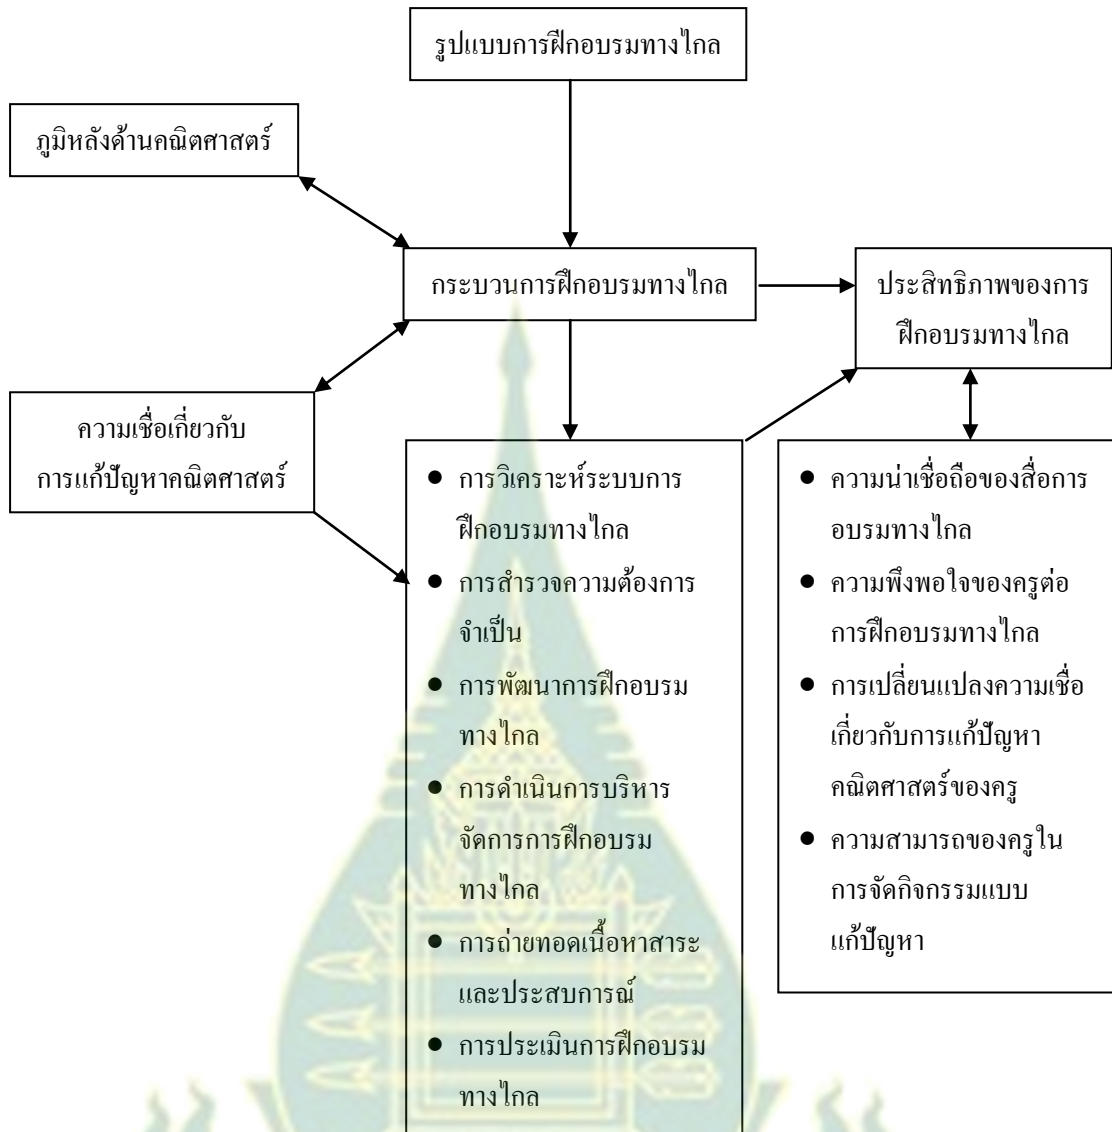 รูปแบบการฝึกอบรมทางไกล
ภูมิหลังด้านคณิตศาสตร์
กระบวนการฝึกอบรมทางไกล
ประสิทธิภาพของการ
ฝึกอบรมทางไกล
ความเชื่อเกี่ยวกับ
การแก้ปัญหาคณิตศาสตร์
● การวิเคราะห์ระบบการ
ฝึกอบรมทางไกล
● การสำรวจความต้องการ
จำเป็น
● การพัฒนาการฝึกอบรม
ทางไกล
● การดำเนินการบริหาร
จัดการการฝึกอบรม
ทางไกล
● การถ่ายทอดเนื้อหาสาระ
และประสบการณ์
● การประเมินการฝึกอบรม
ทางไกล
● ความน่าเชื่อถือของสื่อการ
อบรมทางไกล
● ความพึงพอใจของครูต่อ
การฝึกอบรมทางไกล
● การเปลี่ยนแปลงความเชื่อ
เกี่ยวกับการแก้ปัญหา
คณิตศาสตร์ของครู
● ความสามารถของครูใน
การจัดกิจกรรมแบบ
แก้ปัญหา